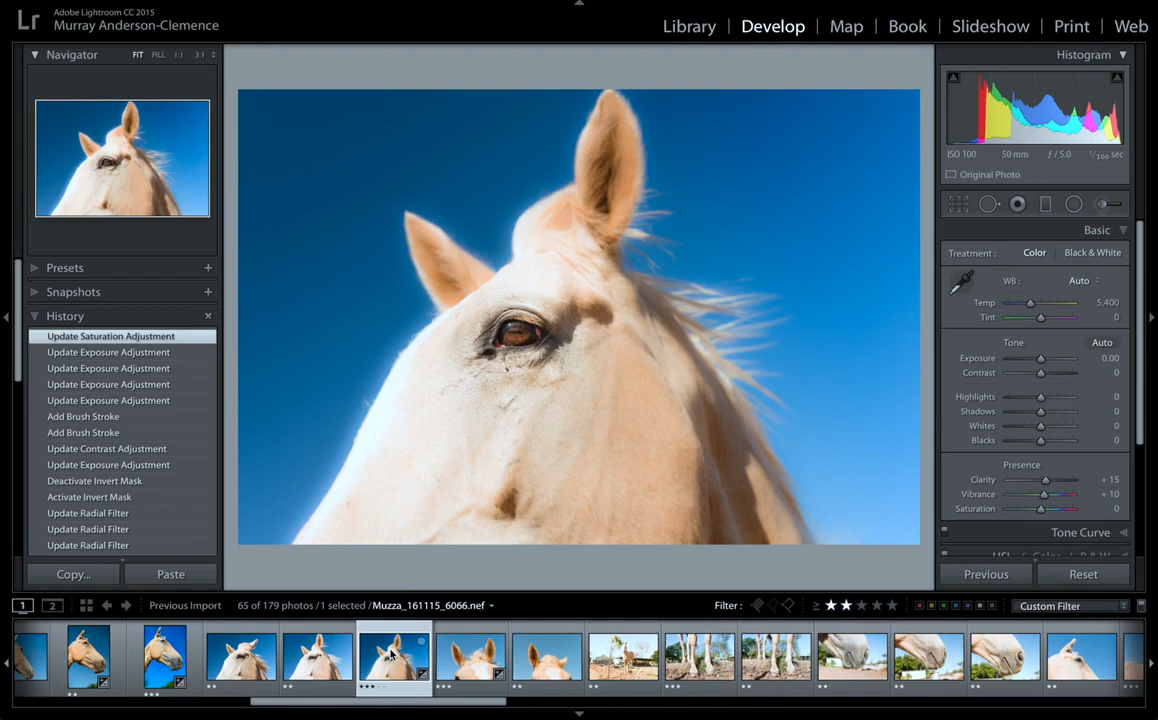 Lr
Adobe Lightroom CC 2015
Murray Anderson-Clemence
Library | Develop | Map | Book | Slideshow | Print | Web
Navigator FIT FILL 1:1 3:1
Presets +
Snapshots +
History ×
Update Saturation Adjustment
Update Exposure Adjustment
Update Exposure Adjustment
Update Exposure Adjustment
Update Exposure Adjustment
Add Brush Stroke
Add Brush Stroke
Update Contrast Adjustment
Update Exposure Adjustment
Deactivate Invert Mask
Activate Invert Mask
Update Radial Filter
Update Radial Filter
Update Radial Filter
Copy... Paste
Histogram
ISO 100 50 mm ƒ / 5.0 1/100 sec
Original Photo
Basic
Treatment : Color | Black & White
WB : Auto
Temp 5,400
Tint 0
Tone Auto
Exposure 0.00
Contrast 0
Highlights 0
Shadows 0
Whites 0
Blacks 0
Presence
Clarity + 15
Vibrance + 10
Saturation 0
Tone Curve
HSL / Color / B & W
Previous Reset
1 2 Previous Import 65 of 179 photos / 1 selected / Muzza_161115_6066.nef Filter : ≥ ★★★★★ Custom Filter